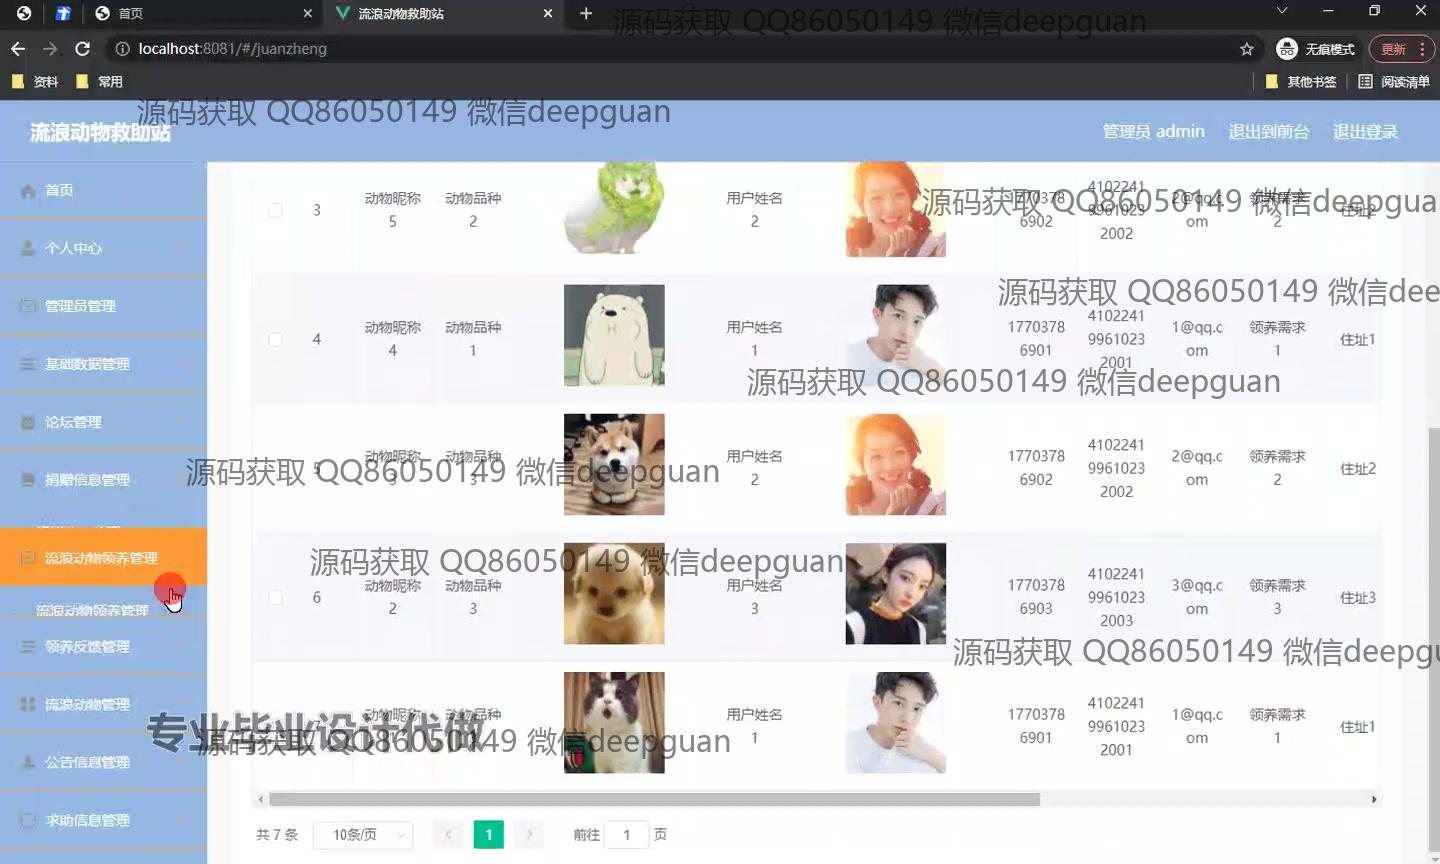 首页
流浪动物救助站
localhost:8081/#/juanzheng
无痕模式
更新
资料
常用
其他书签
阅读清单
源码获取 QQ86050149 微信deepguan
源码获取 QQ86050149 微信deepguan
流浪动物救助站
管理员 admin
退出到前台
退出登录
首页
个人中心
管理员管理
基础数据管理
论坛管理
捐赠信息管理
流浪动物领养管理
流浪动物领养管理
领养反馈管理
流浪动物管理
公告信息管理
求助信息管理
3 动物昵称5 动物品种2 用户姓名2 17703786902 410224199610232002 2@qq.com 领养需求2 住址2
源码获取 QQ86050149 微信deepgua
4 动物昵称4 动物品种1 用户姓名1 17703786901 410224199610232001 1@qq.com 领养需求1 住址1
源码获取 QQ86050149 微信dee
源码获取 QQ86050149 微信deepguan
5 动物昵称3 动物品种3 用户姓名2 17703786902 410224199610232002 2@qq.com 领养需求2 住址2
源码获取 QQ86050149 微信deepguan
6 动物昵称2 动物品种3 用户姓名3 17703786903 410224199610232003 3@qq.com 领养需求3 住址3
源码获取 QQ86050149 微信deepguan
源码获取 QQ86050149 微信deepgu
动物昵称 动物品种 用户姓名1 17703786901 410224199610232001 1@qq.com 领养需求1 住址1
专业毕业设计代做
源码获取 QQ86050149 微信deepguan
共 7 条
10条/页
1
前往 1 页